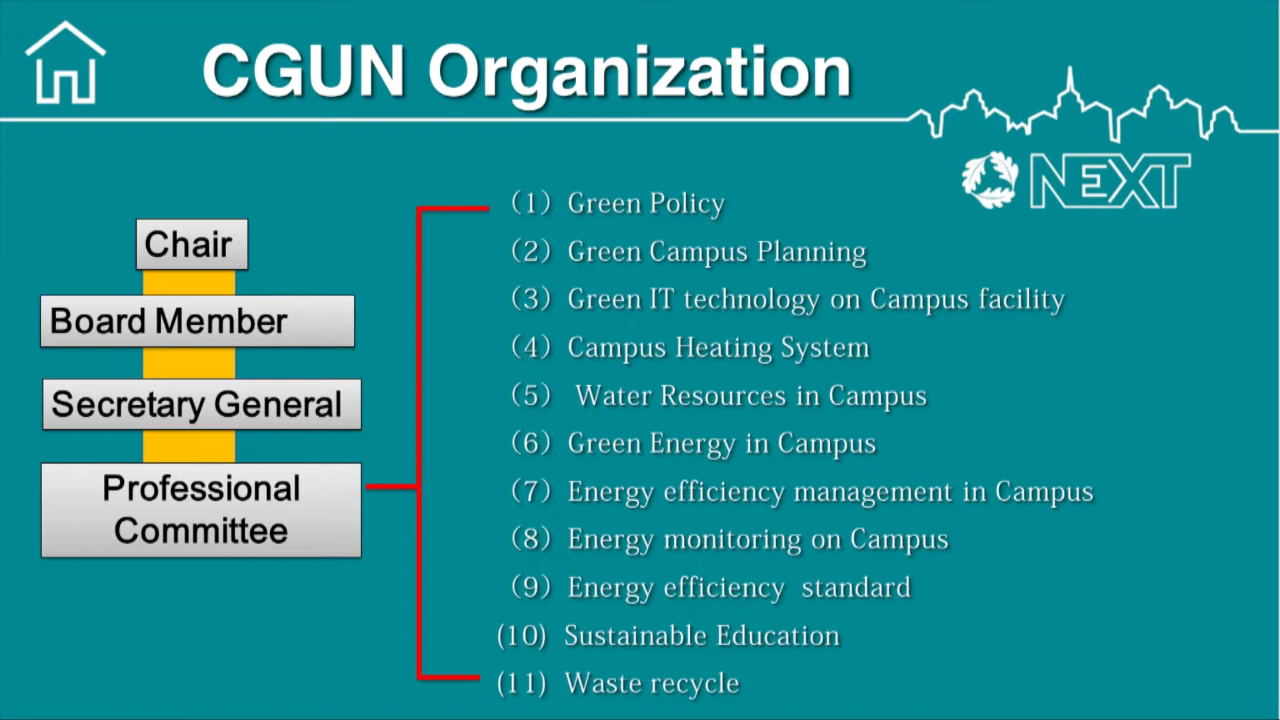 CGUN Organization
NEXT
Chair
Board Member
Secretary General
Professional
Committee
（1）Green Policy
（2）Green Campus Planning
（3）Green IT technology on Campus facility
（4）Campus Heating System
（5） Water Resources in Campus
（6）Green Energy in Campus
（7）Energy efficiency management in Campus
（8）Energy monitoring on Campus
（9）Energy efficiency  standard
(10)  Sustainable Education
(11)  Waste recycle